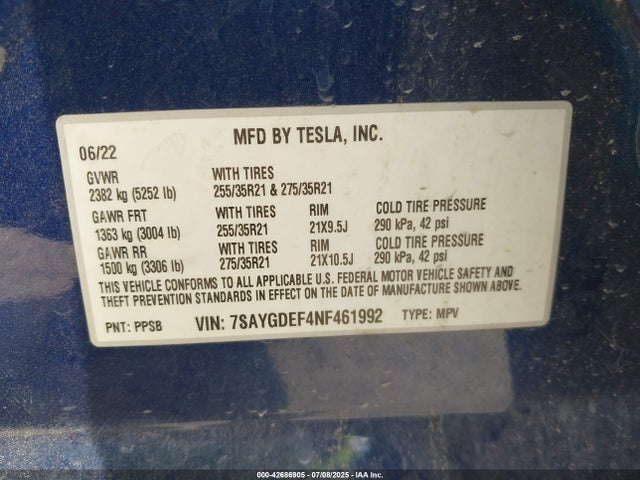 MFD BY TESLA, INC.
06/22
GVWR WITH TIRES
2382 kg (5252 lb) 255/35R21 & 275/35R21
GAWR FRT WITH TIRES RIM COLD TIRE PRESSURE
1363 kg (3004 lb) 255/35R21 21X9.5J 290 kPa, 42 psi
GAWR RR WITH TIRES RIM COLD TIRE PRESSURE
1500 kg (3306 lb) 275/35R21 21X10.5J 290 kPa, 42 psi
THIS VEHICLE CONFORMS TO ALL APPLICABLE U.S. FEDERAL MOTOR VEHICLE SAFETY AND
THEFT PREVENTION STANDARDS IN EFFECT ON THE DATE OF MANUFACTURE SHOWN ABOVE.
PNT: PPSB VIN: 7SAYGDEF4NF461992 TYPE: MPV
000-42686905 - 07/08/2025 - IAA Inc.